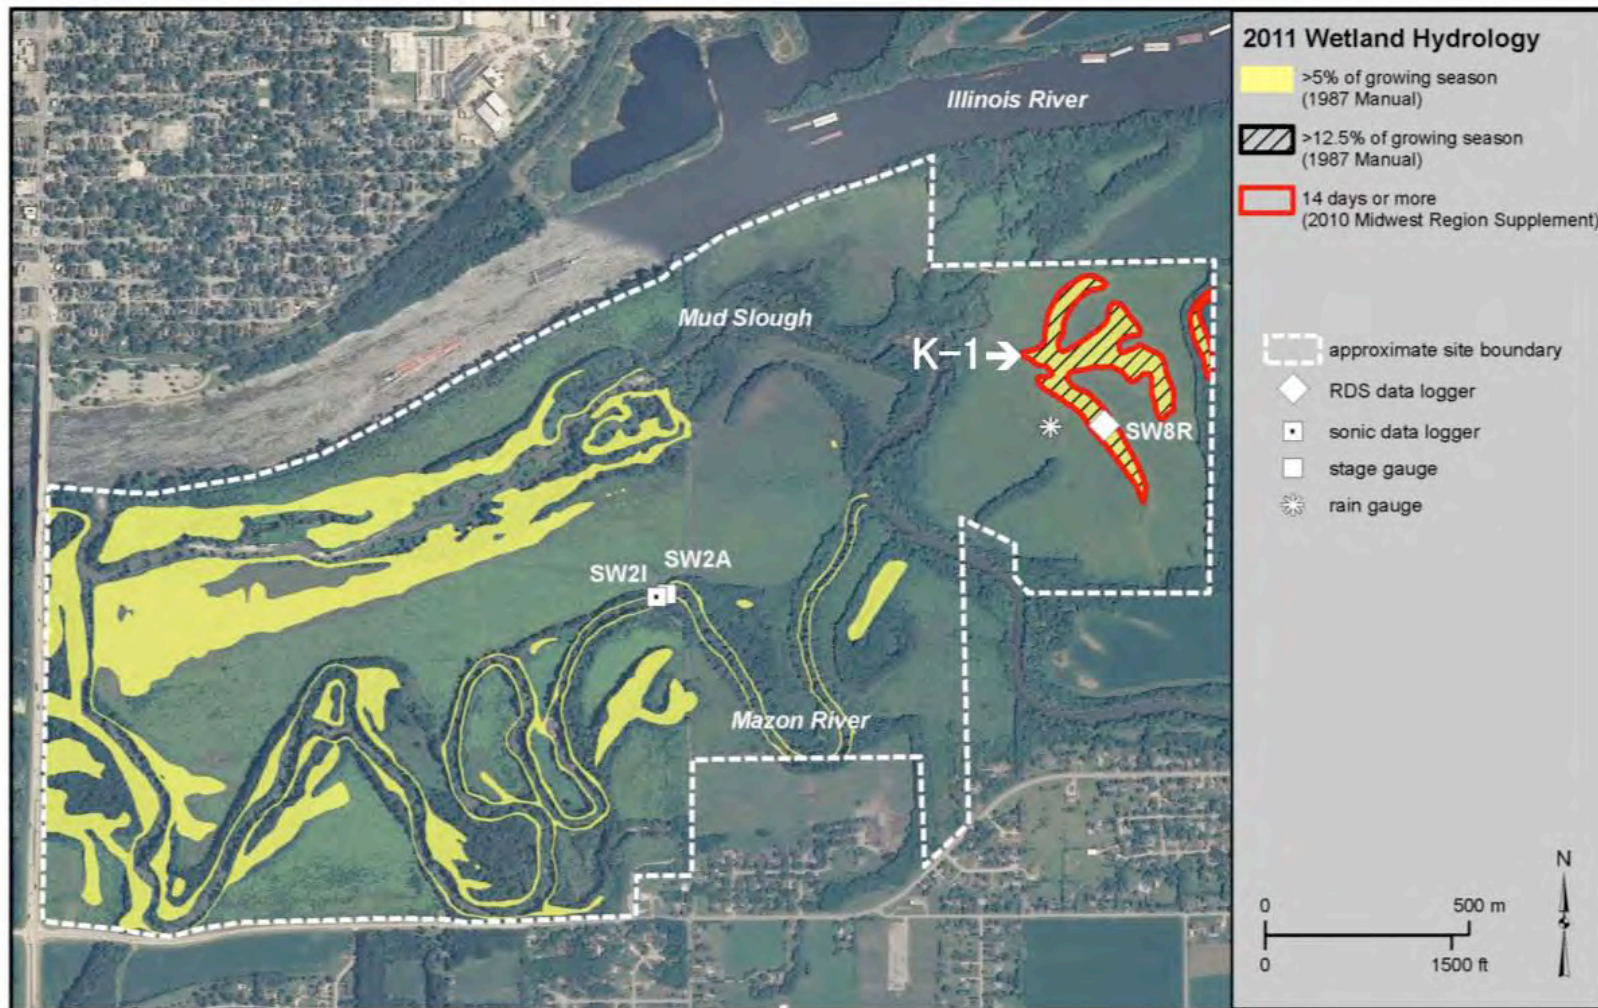 2011 Wetland Hydrology
>5% of growing season
(1987 Manual)
>12.5% of growing season
(1987 Manual)
14 days or more
(2010 Midwest Region Supplement)
approximate site boundary
RDS data logger
sonic data logger
stage gauge
rain gauge
Illinois River
Mud Slough
K-1
SW8R
SW2I
SW2A
Mazon River
N
0 500 m
0 1500 ft